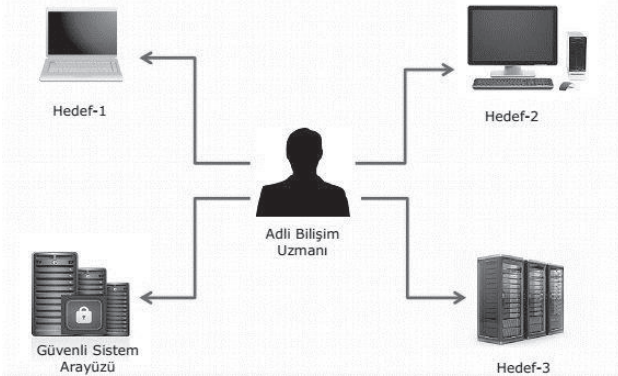 Hedef-1
Hedef-2
Adli Bilişim
Uzmanı
Güvenli Sistem
Arayüzü
Hedef-3